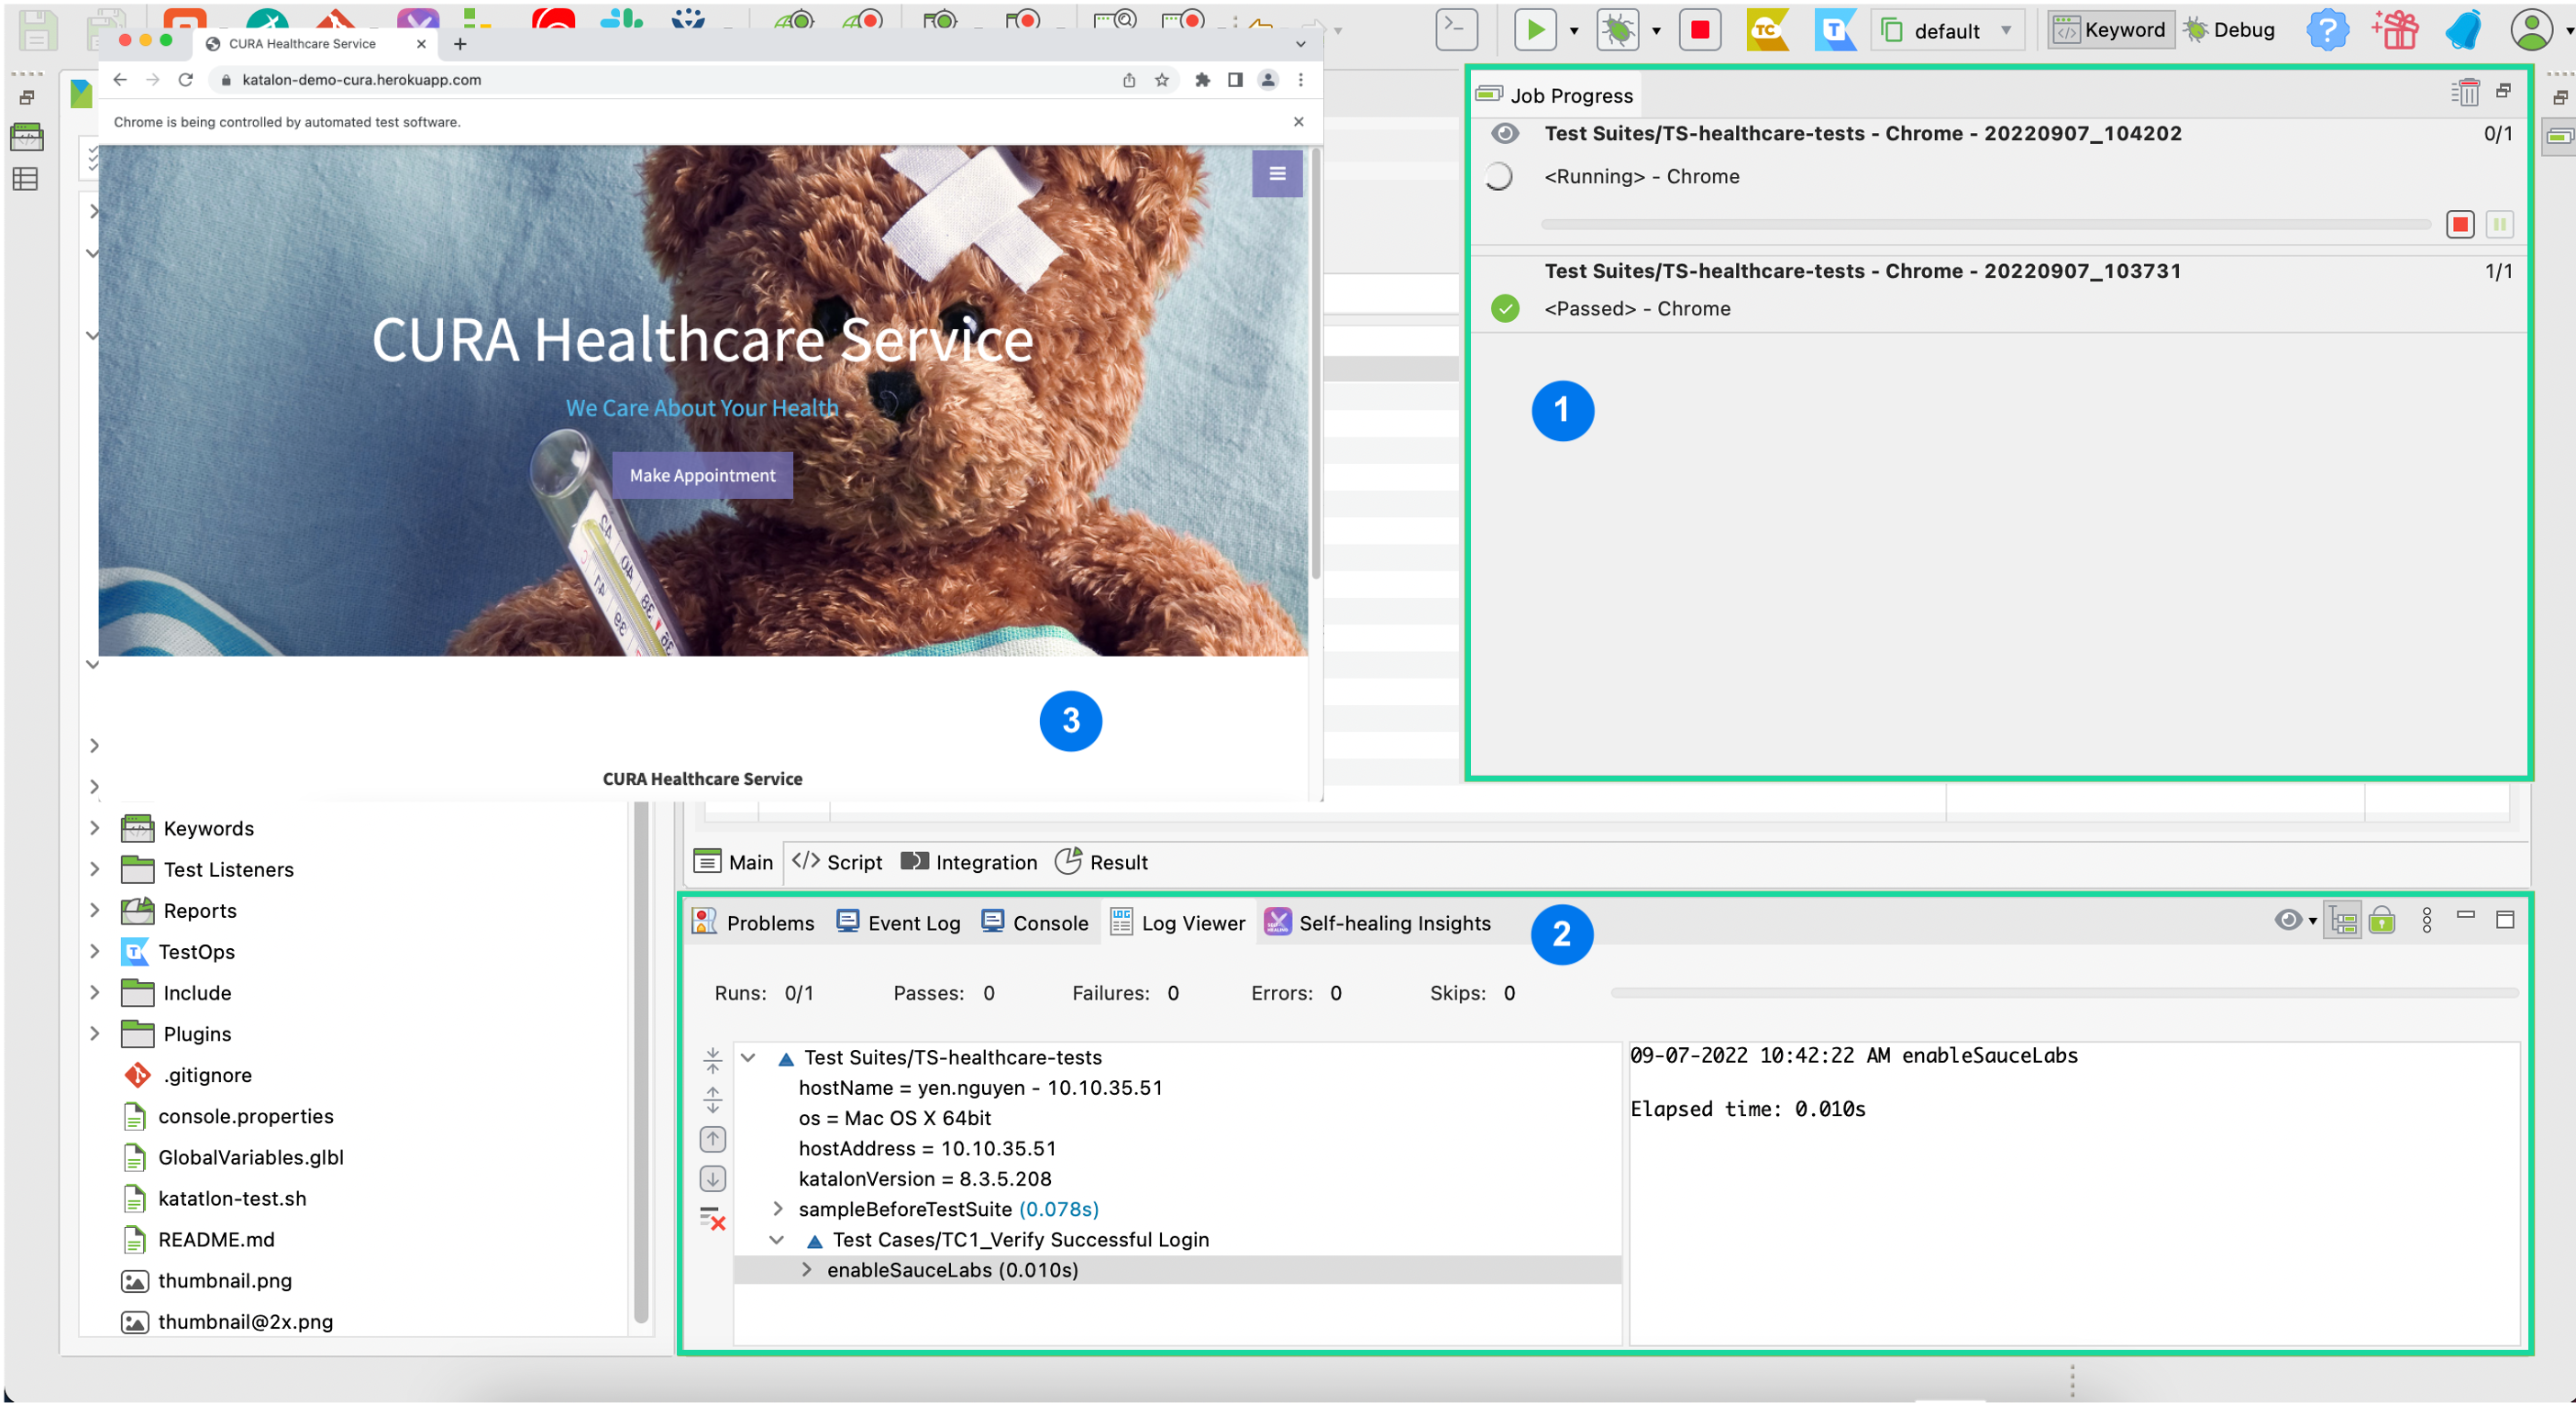 TC
default
Keyword
Debug
CURA Healthcare Service
katalon-demo-cura.herokuapp.com
Chrome is being controlled by automated test software.
CURA Healthcare Service
We Care About Your Health
Make Appointment
3
CURA Healthcare Service
Job Progress
Test Suites/TS-healthcare-tests - Chrome - 20220907_104202 0/1
<Running> - Chrome
Test Suites/TS-healthcare-tests - Chrome - 20220907_103731 1/1
<Passed> - Chrome
1
Keywords
Test Listeners
Reports
TestOps
Include
Plugins
.gitignore
console.properties
GlobalVariables.glbl
katatlon-test.sh
README.md
thumbnail.png
thumbnail@2x.png
Main
Script
Integration
Result
Problems
Event Log
Console
Log Viewer
Self-healing Insights
2
Runs: 0/1 Passes: 0 Failures: 0 Errors: 0 Skips: 0
Test Suites/TS-healthcare-tests
hostName = yen.nguyen - 10.10.35.51
os = Mac OS X 64bit
hostAddress = 10.10.35.51
katalonVersion = 8.3.5.208
sampleBeforeTestSuite (0.078s)
Test Cases/TC1_Verify Successful Login
enableSauceLabs (0.010s)
09-07-2022 10:42:22 AM enableSauceLabs
Elapsed time: 0.010s